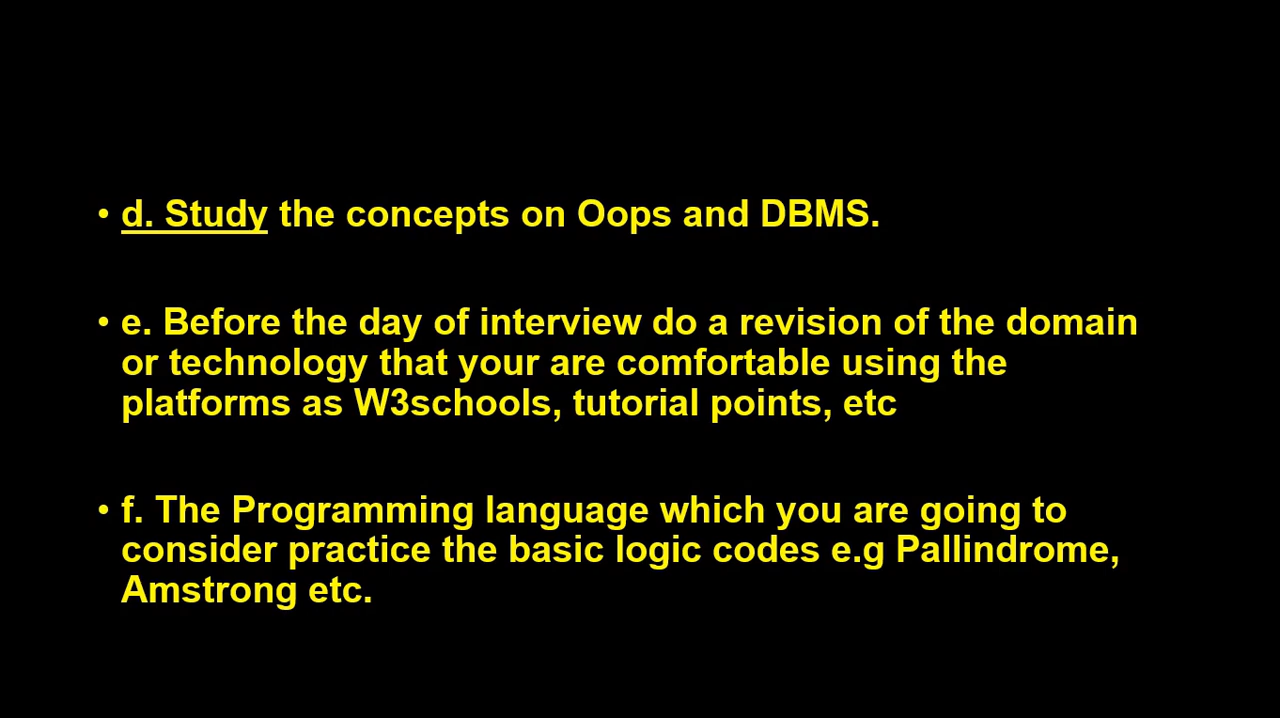 • d. Study the concepts on Oops and DBMS.
• e. Before the day of interview do a revision of the domain
or technology that your are comfortable using the
platforms as W3schools, tutorial points, etc
• f. The Programming language which you are going to
consider practice the basic logic codes e.g Pallindrome,
Amstrong etc.